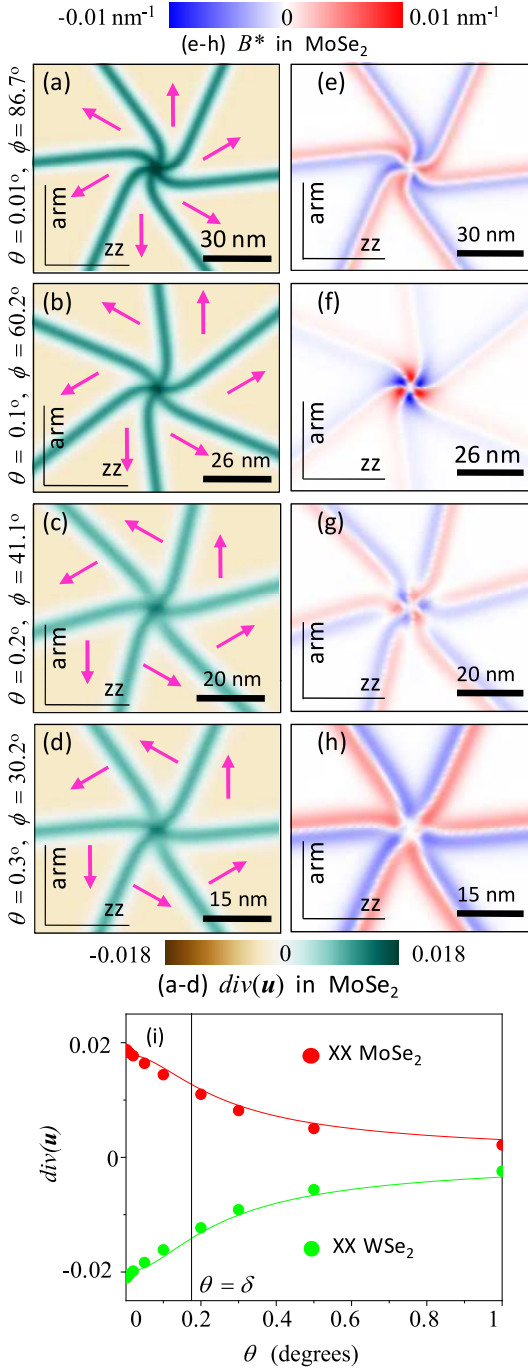 -0.01 nm⁻¹ 0 0.01 nm⁻¹
(e-h) B* in MoSe₂
θ = 0.01°, ϕ = 86.7°
(a)
arm
zz
30 nm
(e)
arm
zz
30 nm
θ = 0.1°, ϕ = 60.2°
(b)
arm
zz
26 nm
(f)
arm
zz
26 nm
θ = 0.2°, ϕ = 41.1°
(c)
arm
zz
20 nm
(g)
arm
zz
20 nm
θ = 0.3°, ϕ = 30.2°
(d)
arm
zz
15 nm
(h)
arm
zz
15 nm
-0.018 0 0.018
(a-d) div(u) in MoSe₂
(i)
XX MoSe₂
XX WSe₂
θ = δ
div(u)
0.02
0
-0.02
0 0.2 0.4 0.6 0.8 1
θ (degrees)